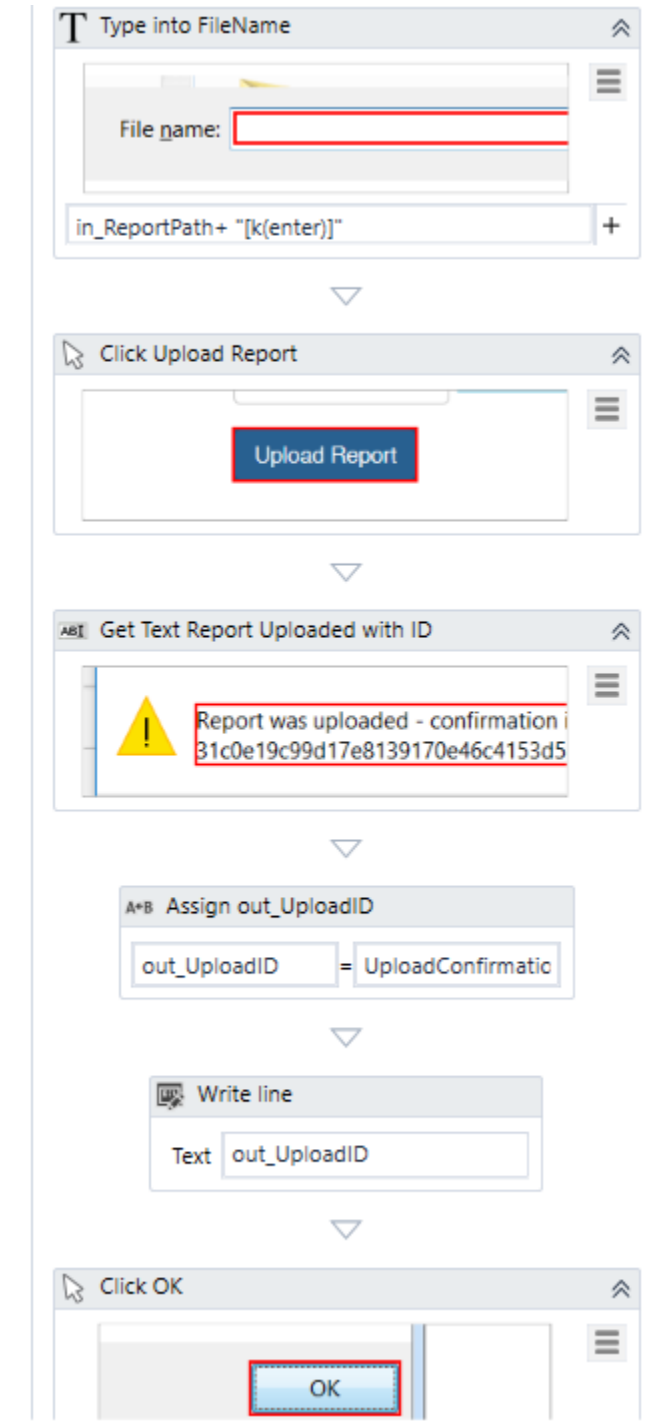 T Type into FileName
File name:
in_ReportPath+ "[k(enter)]"
+
Click Upload Report
Upload Report
ABI Get Text Report Uploaded with ID
! Report was uploaded - confirmation i
31c0e19c99d17e8139170e46c4153d5
A+B Assign out_UploadID
out_UploadID = UploadConfirmatio
Write line
Text out_UploadID
Click OK
OK